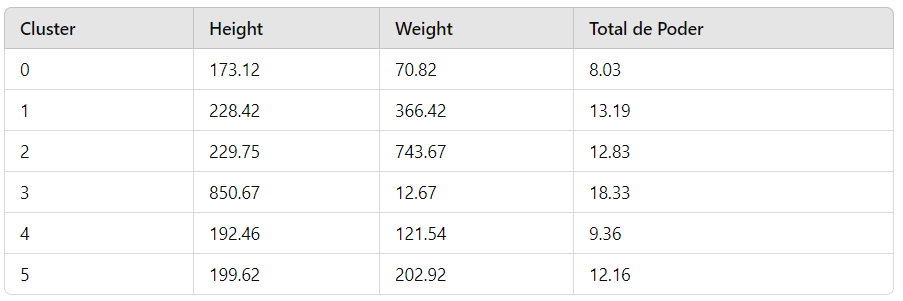 Cluster Height Weight Total de Poder
0 173.12 70.82 8.03
1 228.42 366.42 13.19
2 229.75 743.67 12.83
3 850.67 12.67 18.33
4 192.46 121.54 9.36
5 199.62 202.92 12.16